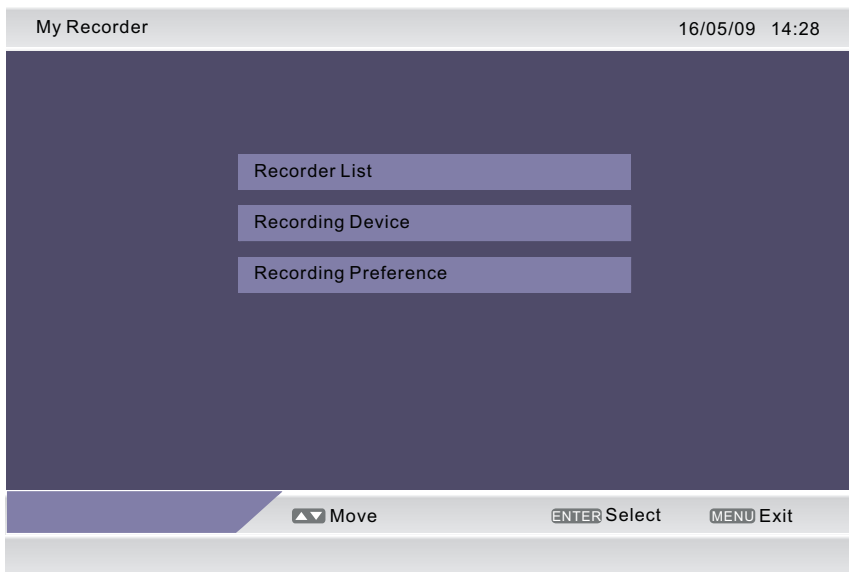 My Recorder 16/05/09 14:28
Recorder List
Recording Device
Recording Preference
Move ENTER Select MENU Exit